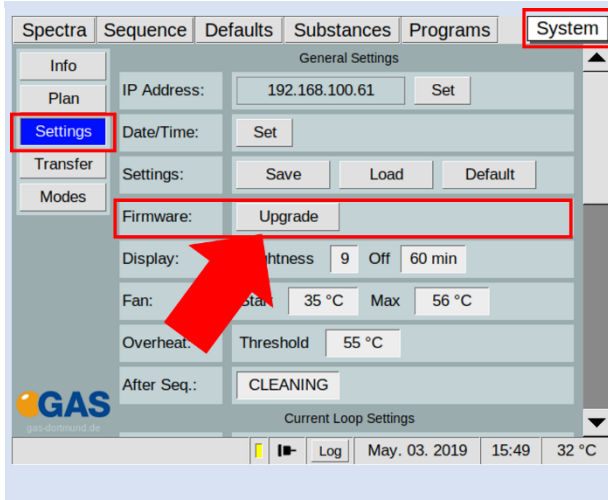 Spectra Sequence Defaults Substances Programs System
Info
Plan
Settings
Transfer
Modes
General Settings
IP Address: 192.168.100.61 Set
Date/Time: Set
Settings: Save Load Default
Firmware: Upgrade
Display: 9 Off 60 min
Fan: 35 °C Max 56 °C
Overheat: Threshold 55 °C
After Seq.: CLEANING
Current Loop Settings
GAS
gas-dortmund.de
Log May. 03. 2019 15:49 32 °C